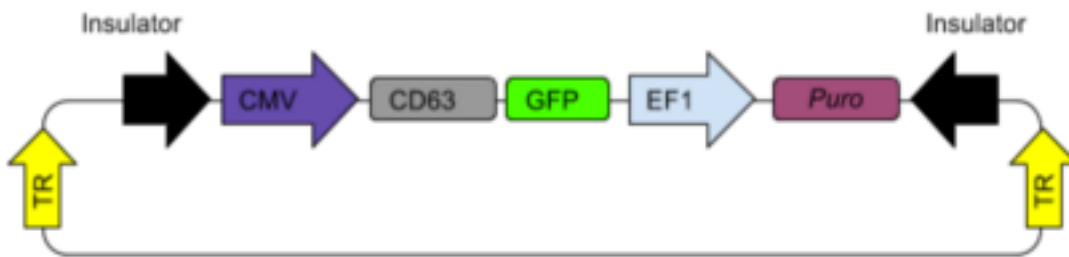 Insulator
Insulator
CMV
CD63
GFP
EF1
Puro
TR
TR